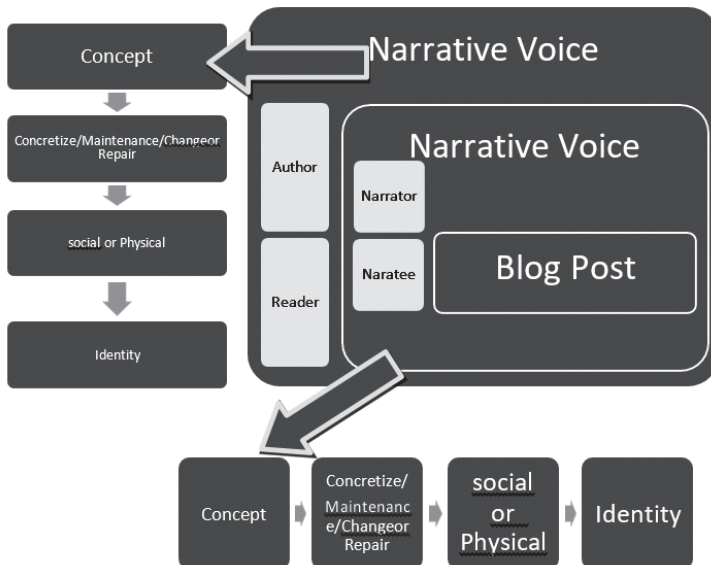 Concept
Concretize/Maintenance/Changeor
Repair
social or Physical
Identity
Narrative Voice
Author
Reader
Narrative Voice
Narrator
Naratee
Blog Post
Concept
Concretize/
Maintenanc
e/Changeor
Repair
social
or
Physical
Identity